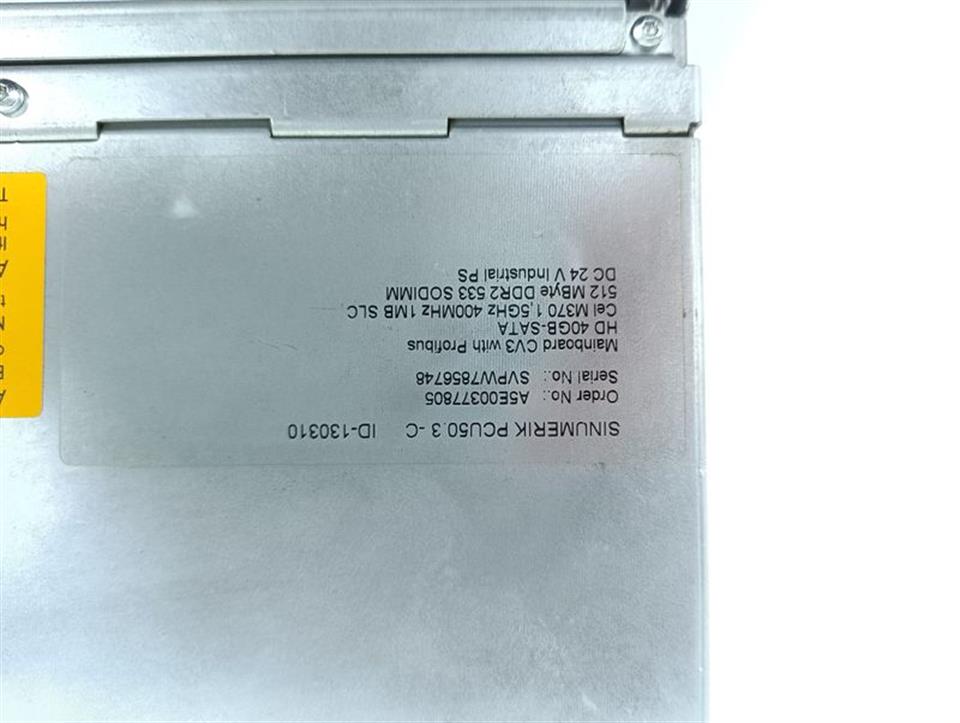 SINUMERIK PCU50.3 -C ID-130310
Order No.: A5E00377805
Serial No.: SVPW7856748
Mainboard CV3 with Profibus
HD 40GB-SATA
Cel M370 1,5GHz 400MHz 1MB SLC
512 MByte DDR2 533 SODIMM
DC 24 V Industrial PS